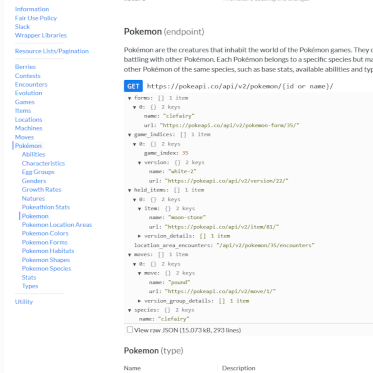 Information
Fair Use Policy
Slack
Wrapper Libraries
Resource Lists/Pagination
Berries
Contests
Encounters
Evolution
Games
Items
Locations
Machines
Moves
Pokémon
Abilities
Characteristics
Egg Groups
Genders
Growth Rates
Natures
Pokeathlon Stats
Pokemon
Pokemon Location Areas
Pokemon Colors
Pokemon Forms
Pokemon Habitats
Pokemon Shapes
Pokemon Species
Stats
Types
Utility
Pokemon (endpoint)
Pokémon are the creatures that inhabit the world of the Pokémon games. They c
battling with other Pokémon. Each Pokémon belongs to a specific species but ma
other Pokémon of the same species, such as base stats, available abilities and typ
GET https://pokeapi.co/api/v2/pokemon/{id or name}/
▼ forms: [] 1 item
▼ 0: {} 2 keys
name: "clefairy"
url: "https://pokeapi.co/api/v2/pokemon-form/35/"
▼ game_indices: [] 1 item
▼ 0: {} 2 keys
game_index: 35
▼ version: {} 2 keys
name: "white-2"
url: "https://pokeapi.co/api/v2/version/22/"
▼ held_items: [] 1 item
▼ 0: {} 2 keys
▼ item: {} 2 keys
name: "moon-stone"
url: "https://pokeapi.co/api/v2/item/81/"
▶ version_details: [] 1 item
location_area_encounters: "/api/v2/pokemon/35/encounters"
▼ moves: [] 1 item
▼ 0: {} 2 keys
▼ move: {} 2 keys
name: "pound"
url: "https://pokeapi.co/api/v2/move/1/"
▶ version_group_details: [] 1 item
▼ species: {} 2 keys
name: "clefairy"
View raw JSON (15.073 kB, 293 lines)
Pokemon (type)
Name Description